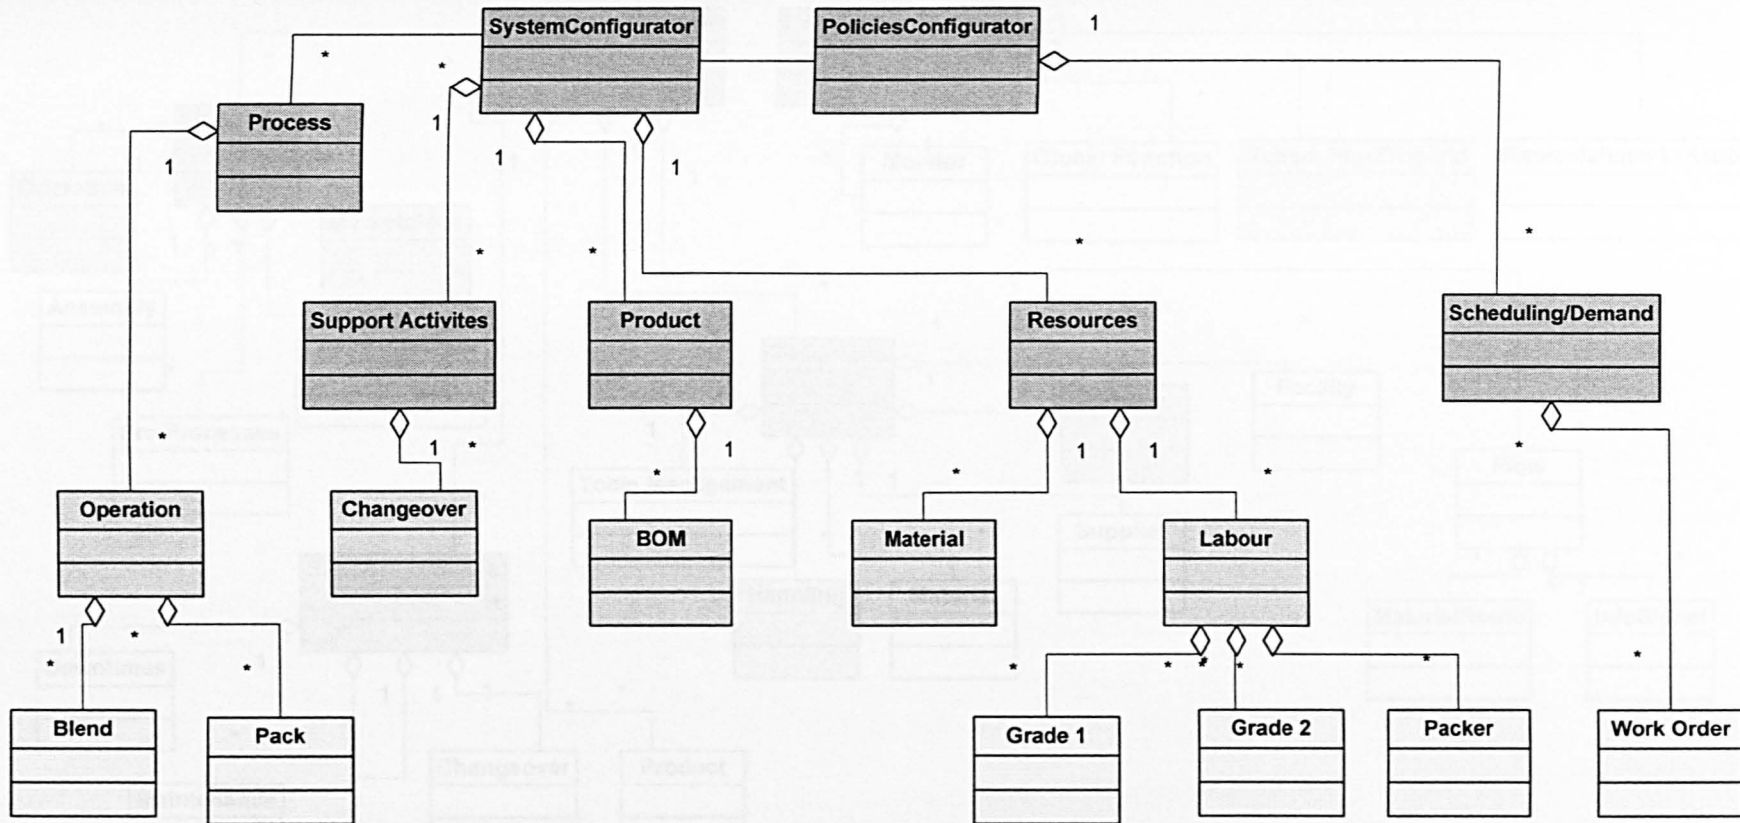 SystemConfigurator
PoliciesConfigurator
1
*
*
Process
1
1
1
1
*
*
*
*
Support Activites
Product
Resources
Scheduling/Demand
*
1
*
*
1
*
1
1
*
*
Operation
Changeover
BOM
Material
Labour
1
*
*
*
*
*
*
*
*
*
Blend
Pack
Grade 1
Grade 2
Packer
Work Order